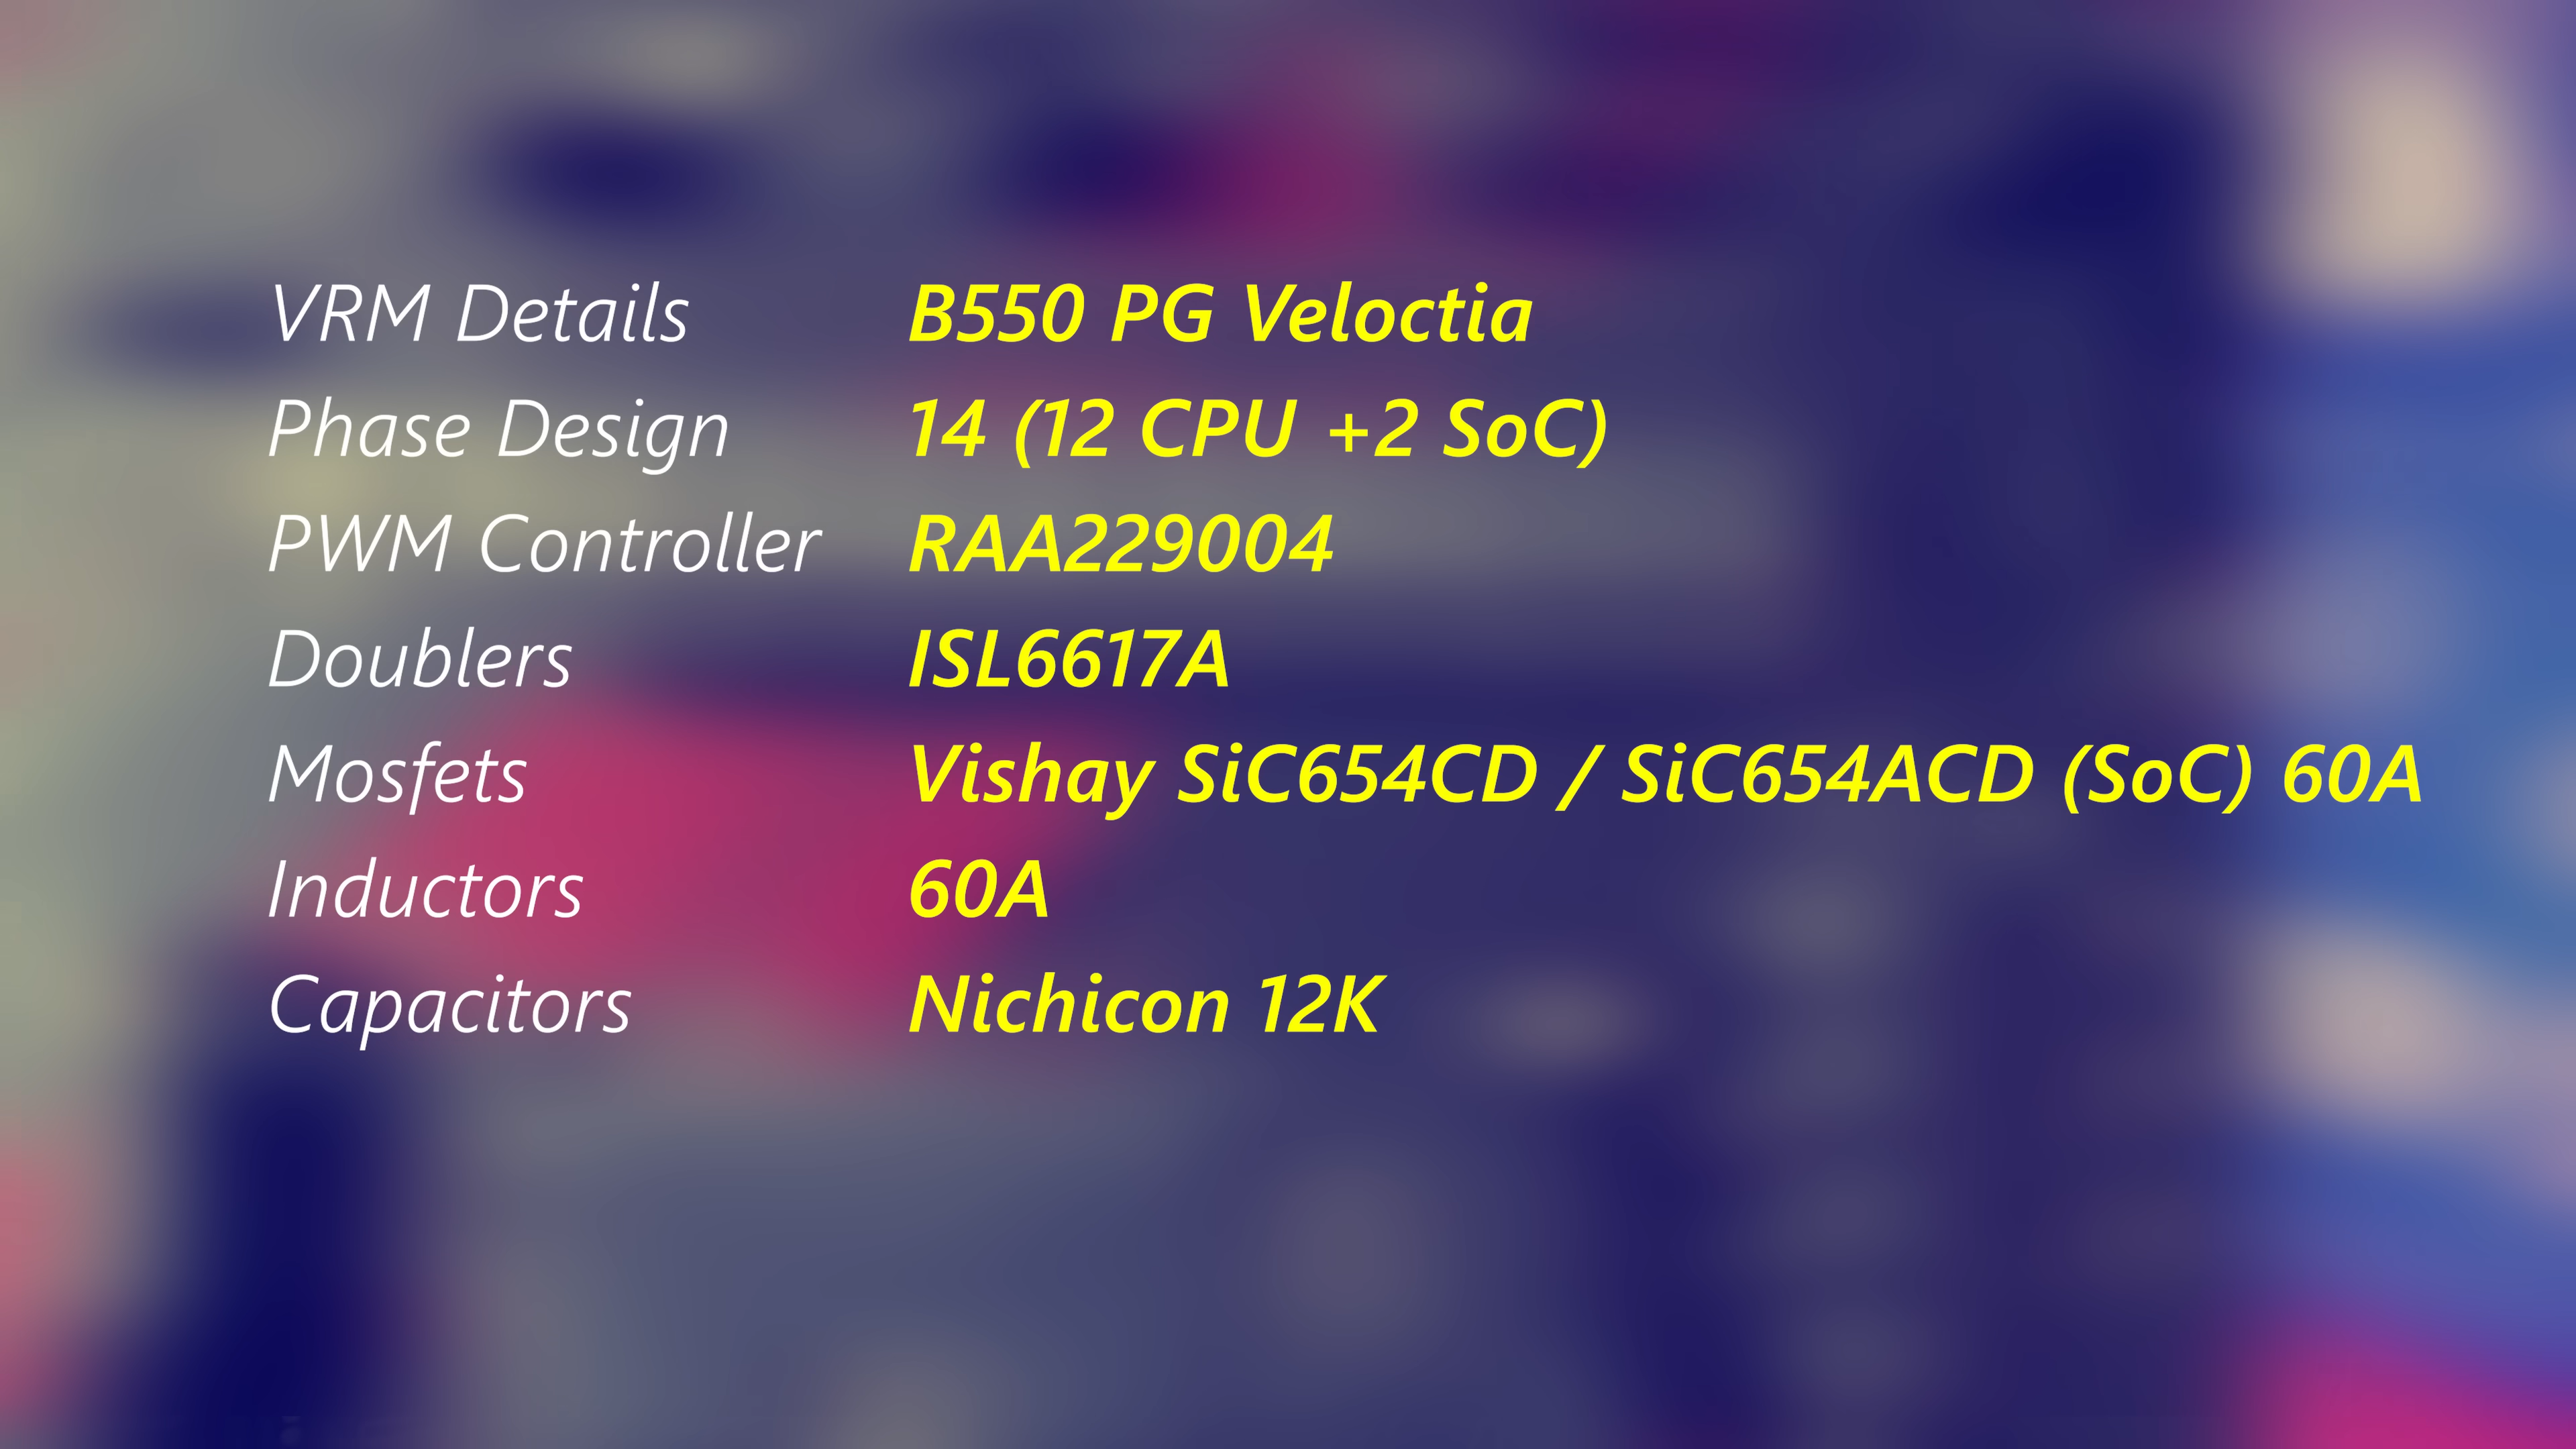 VRM Details B550 PG Veloctia
Phase Design 14 (12 CPU +2 SoC)
PWM Controller RAA229004
Doublers ISL6617A
Mosfets Vishay SiC654CD / SiC654ACD (SoC) 60A
Inductors 60A
Capacitors Nichicon 12K